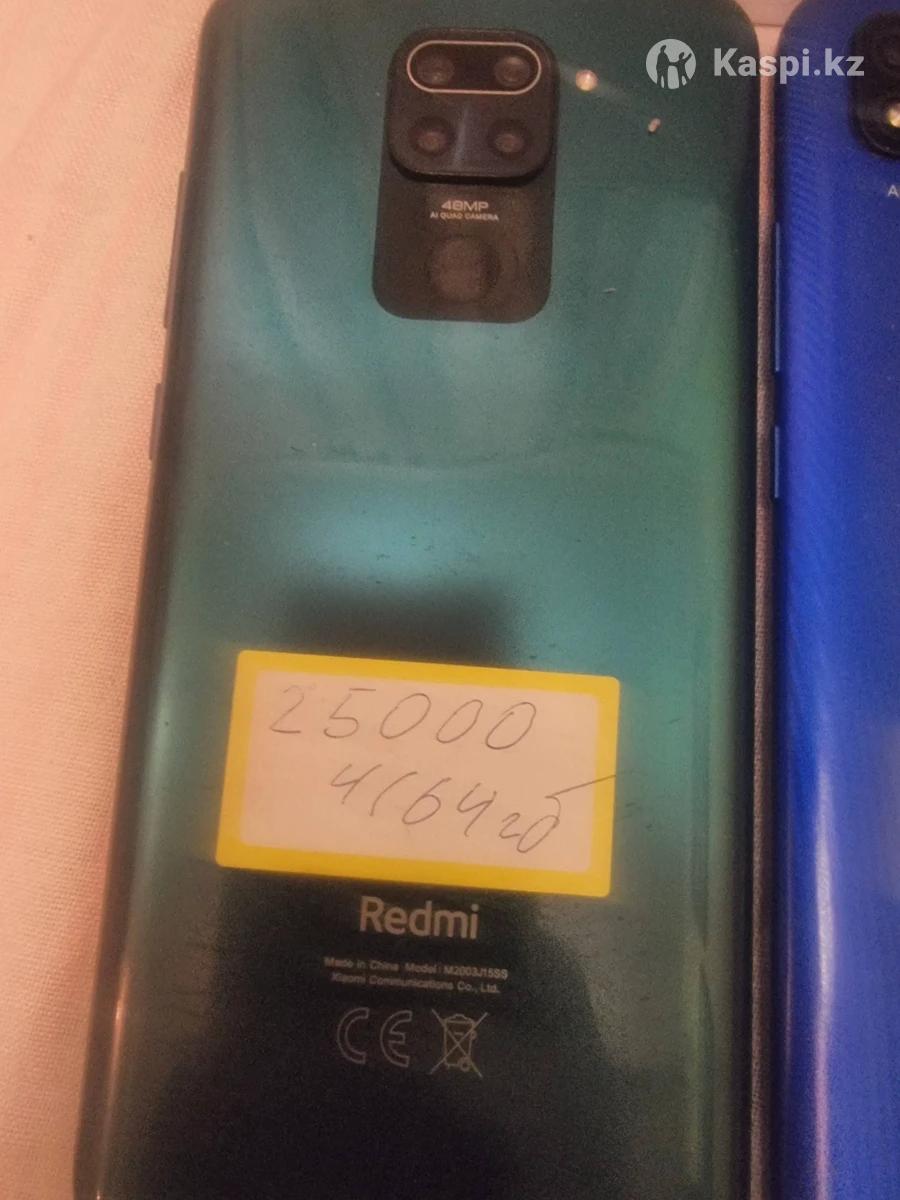 Kaspi.kz
48MP
AI QUAD CAMERA
A
25000
4/64гб
Redmi
Made in China Model: M2003J15SS
Xiaomi Communications Co., Ltd.
CE